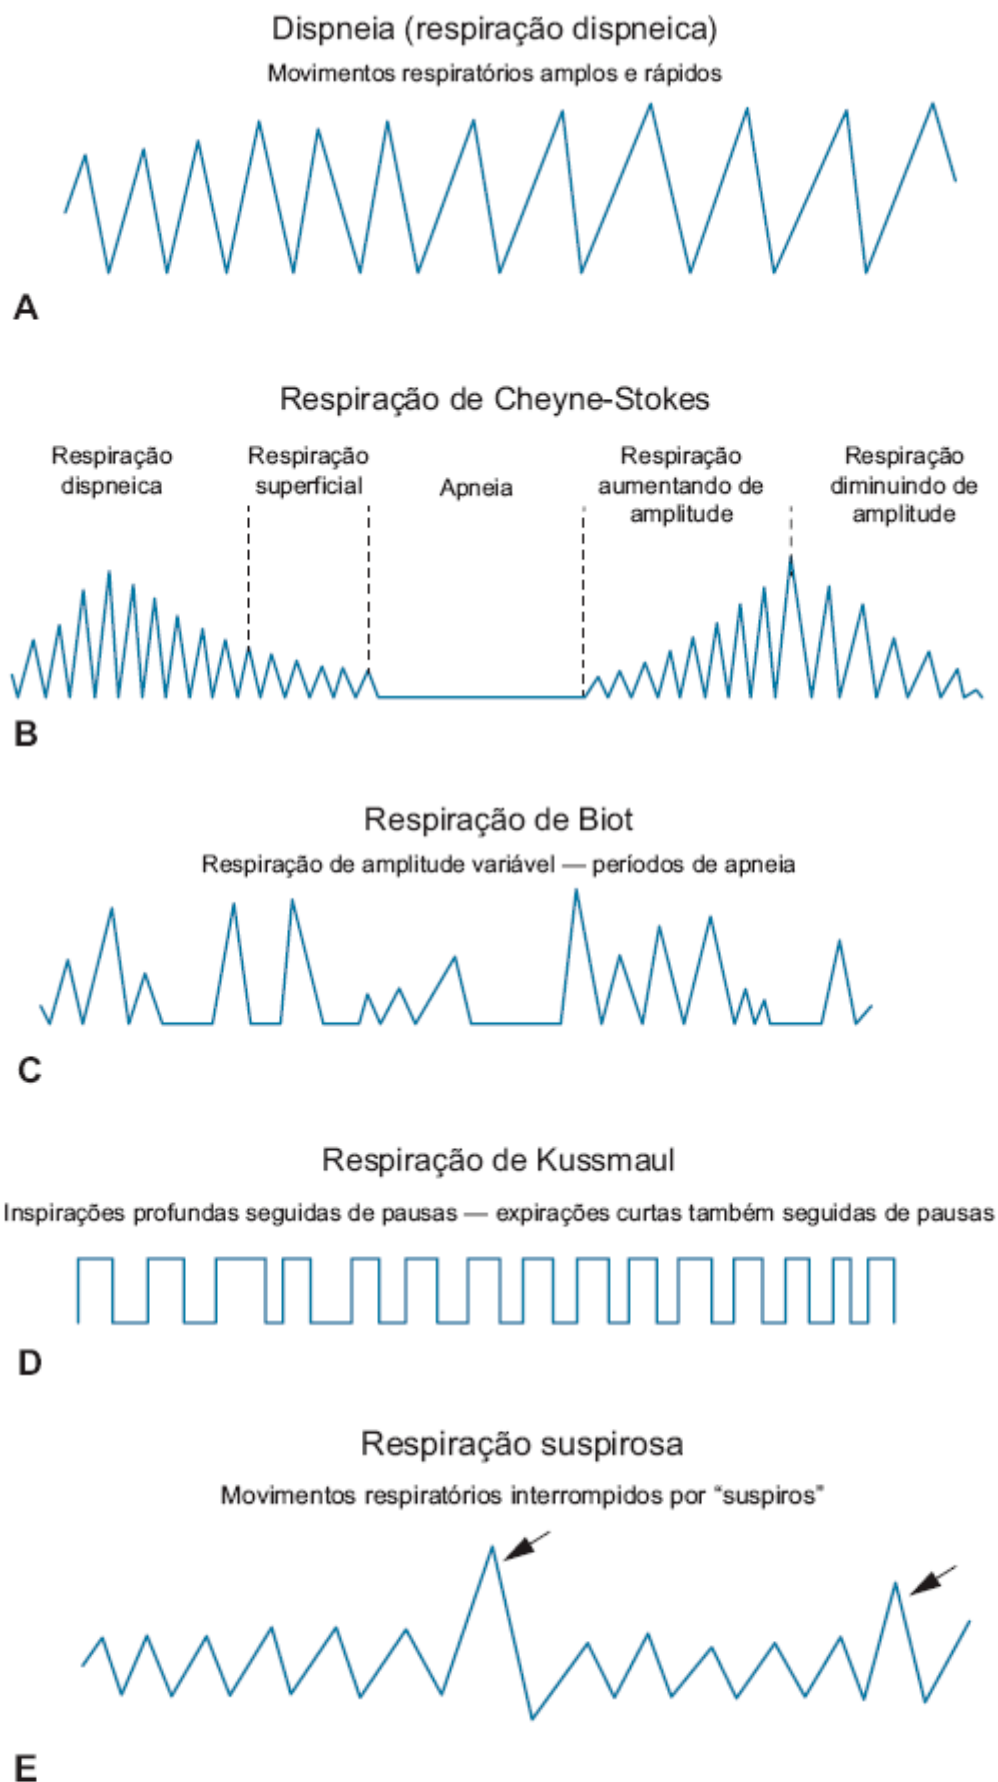 Dispneia (respiração dispneica)
Movimentos respiratórios amplos e rápidos
A
Respiração de Cheyne-Stokes
Respiração dispneica
Respiração superficial
Apneia
Respiração aumentando de amplitude
Respiração diminuindo de amplitude
B
Respiração de Biot
Respiração de amplitude variável — períodos de apneia
C
Respiração de Kussmaul
Inspirações profundas seguidas de pausas — expirações curtas também seguidas de pausas
D
Respiração suspirosa
Movimentos respiratórios interrompidos por “suspiros”
E